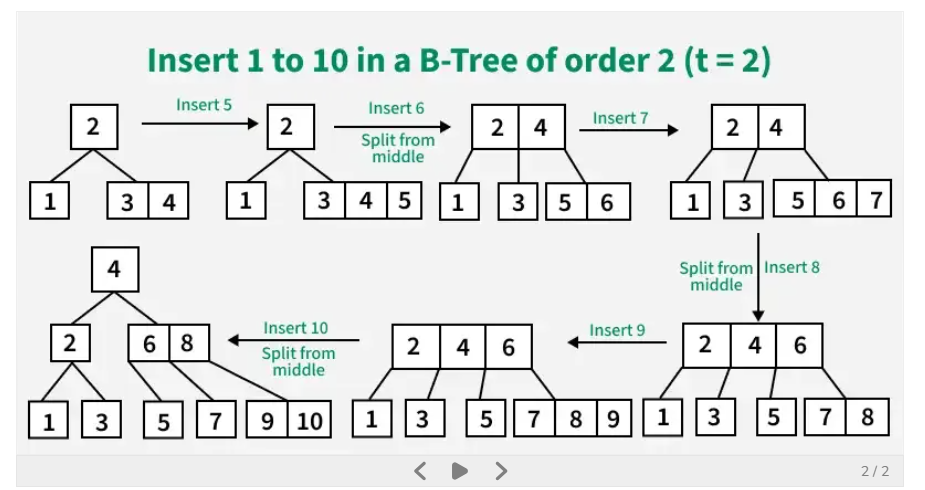 Insert 1 to 10 in a B-Tree of order 2 (t = 2)
2
1 3 4
Insert 5
2
1 3 4 5
Insert 6
Split from
middle
2 4
1 3 5 6
Insert 7
2 4
1 3 5 6 7
Split from
middle
Insert 8
2 4 6
1 3 5 7 8
Insert 9
2 4 6
1 3 5 7 8 9
Insert 10
Split from
middle
4
2 6 8
1 3 5 7 9 10
2 / 2